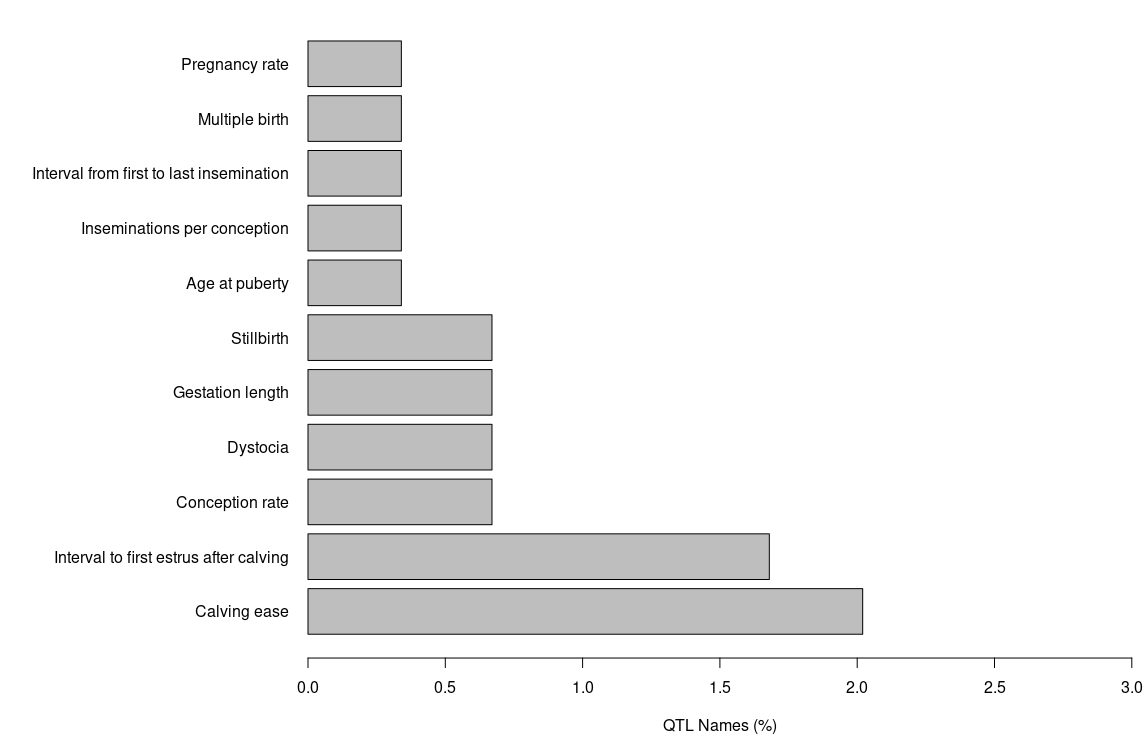 Pregnancy rate
Multiple birth
Interval from first to last insemination
Inseminations per conception
Age at puberty
Stillbirth
Gestation length
Dystocia
Conception rate
Interval to first estrus after calving
Calving ease
0.0 0.5 1.0 1.5 2.0 2.5 3.0
QTL Names (%)